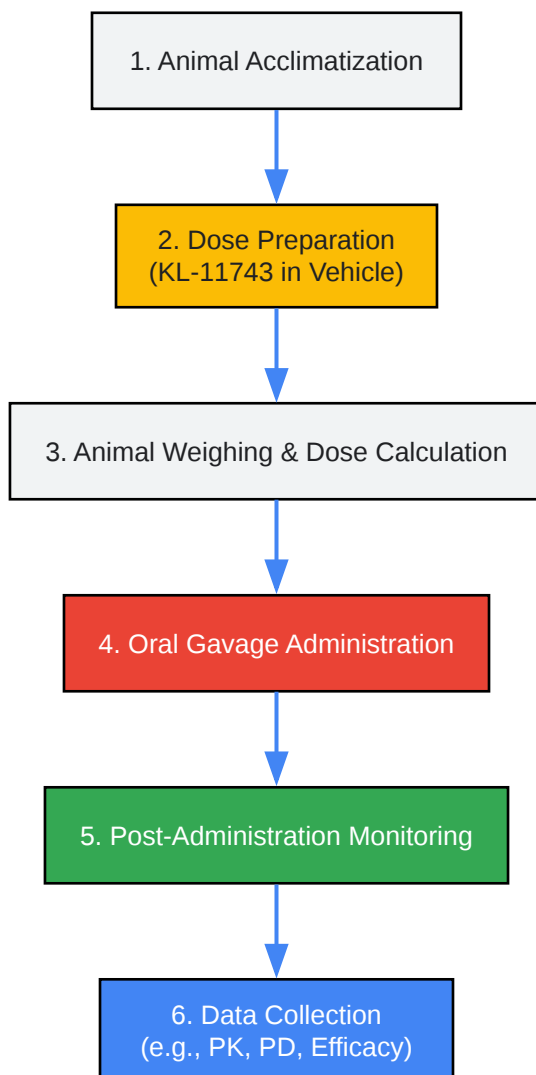 1. Animal Acclimatization
2. Dose Preparation
(KL-11743 in Vehicle)
3. Animal Weighing & Dose Calculation
4. Oral Gavage Administration
5. Post-Administration Monitoring
6. Data Collection
(e.g., PK, PD, Efficacy)